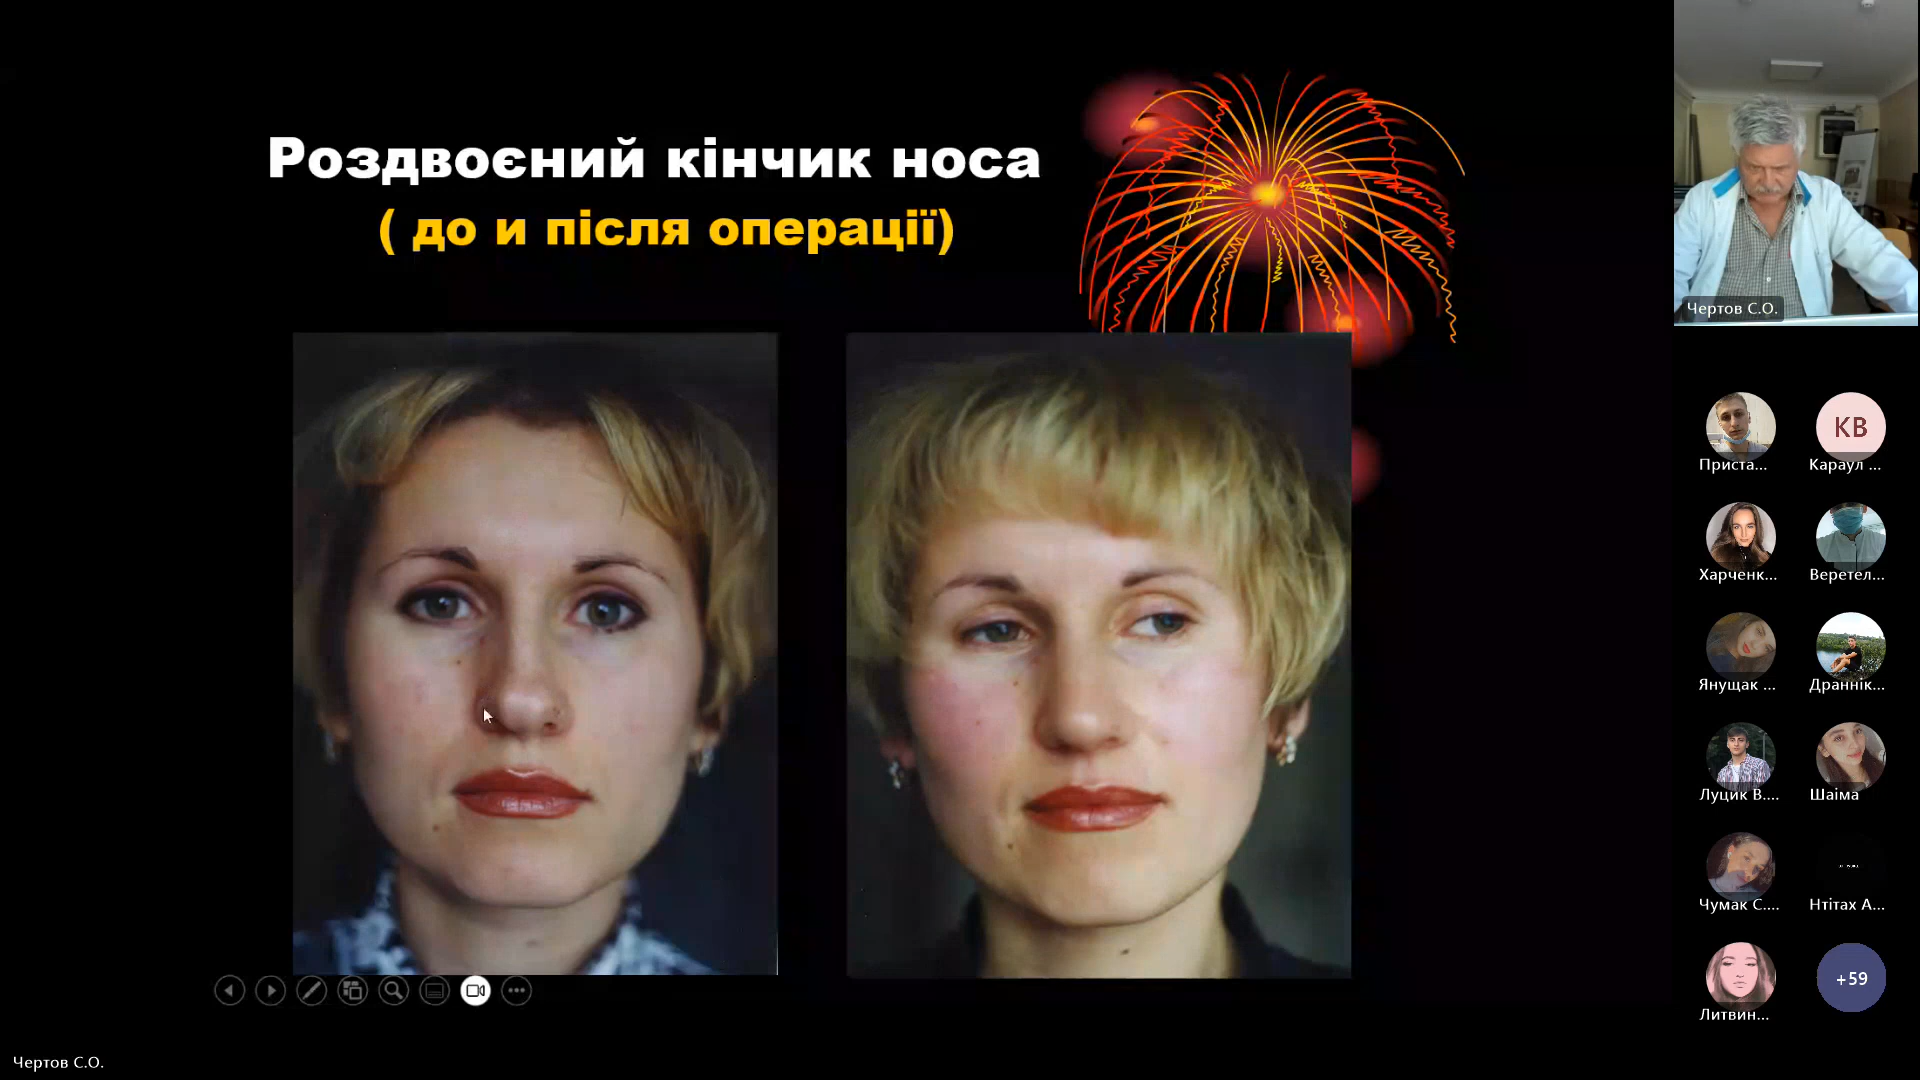 Роздвоєний кінчик носа
( до и після операції)
Чертов С.О.
Приста...
КВ
Караул ...
Харченк...
Веретел...
Янущак ...
Драннік...
Луцик В....
Шаіма
Чумак С....
Нтітах А...
Литвин...
+59
Чертов С.О.